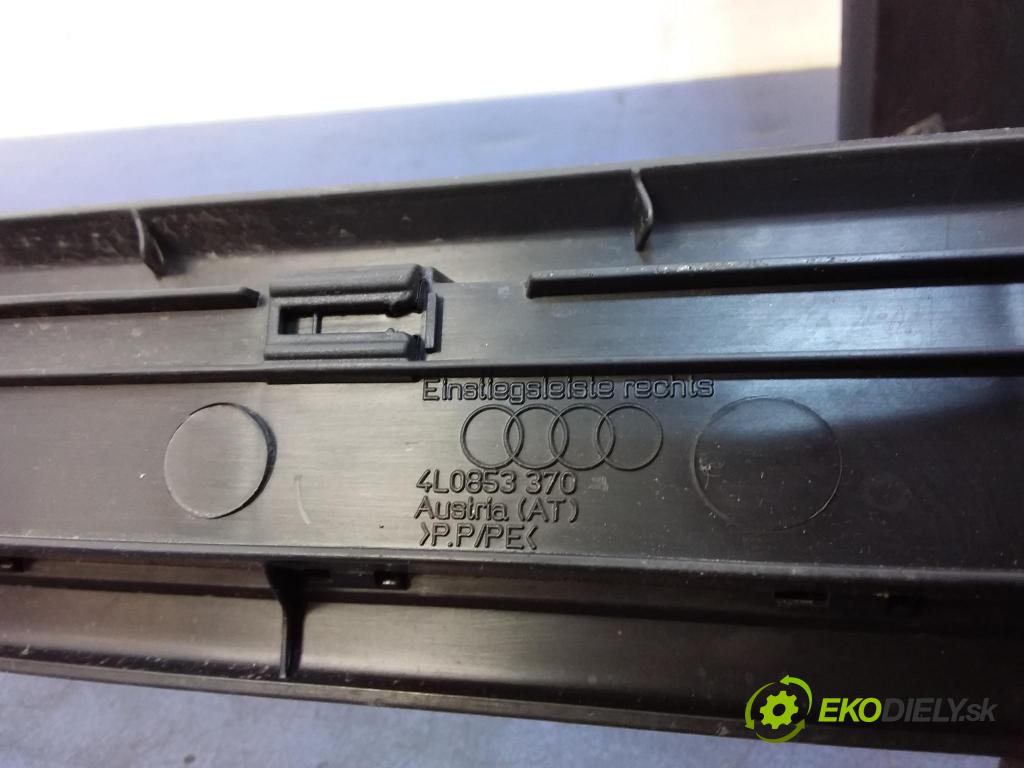 Einstiegsleiste rechts
4L0853 370
Austria (AT)
>P.P/PE<
EKODIELY.sk